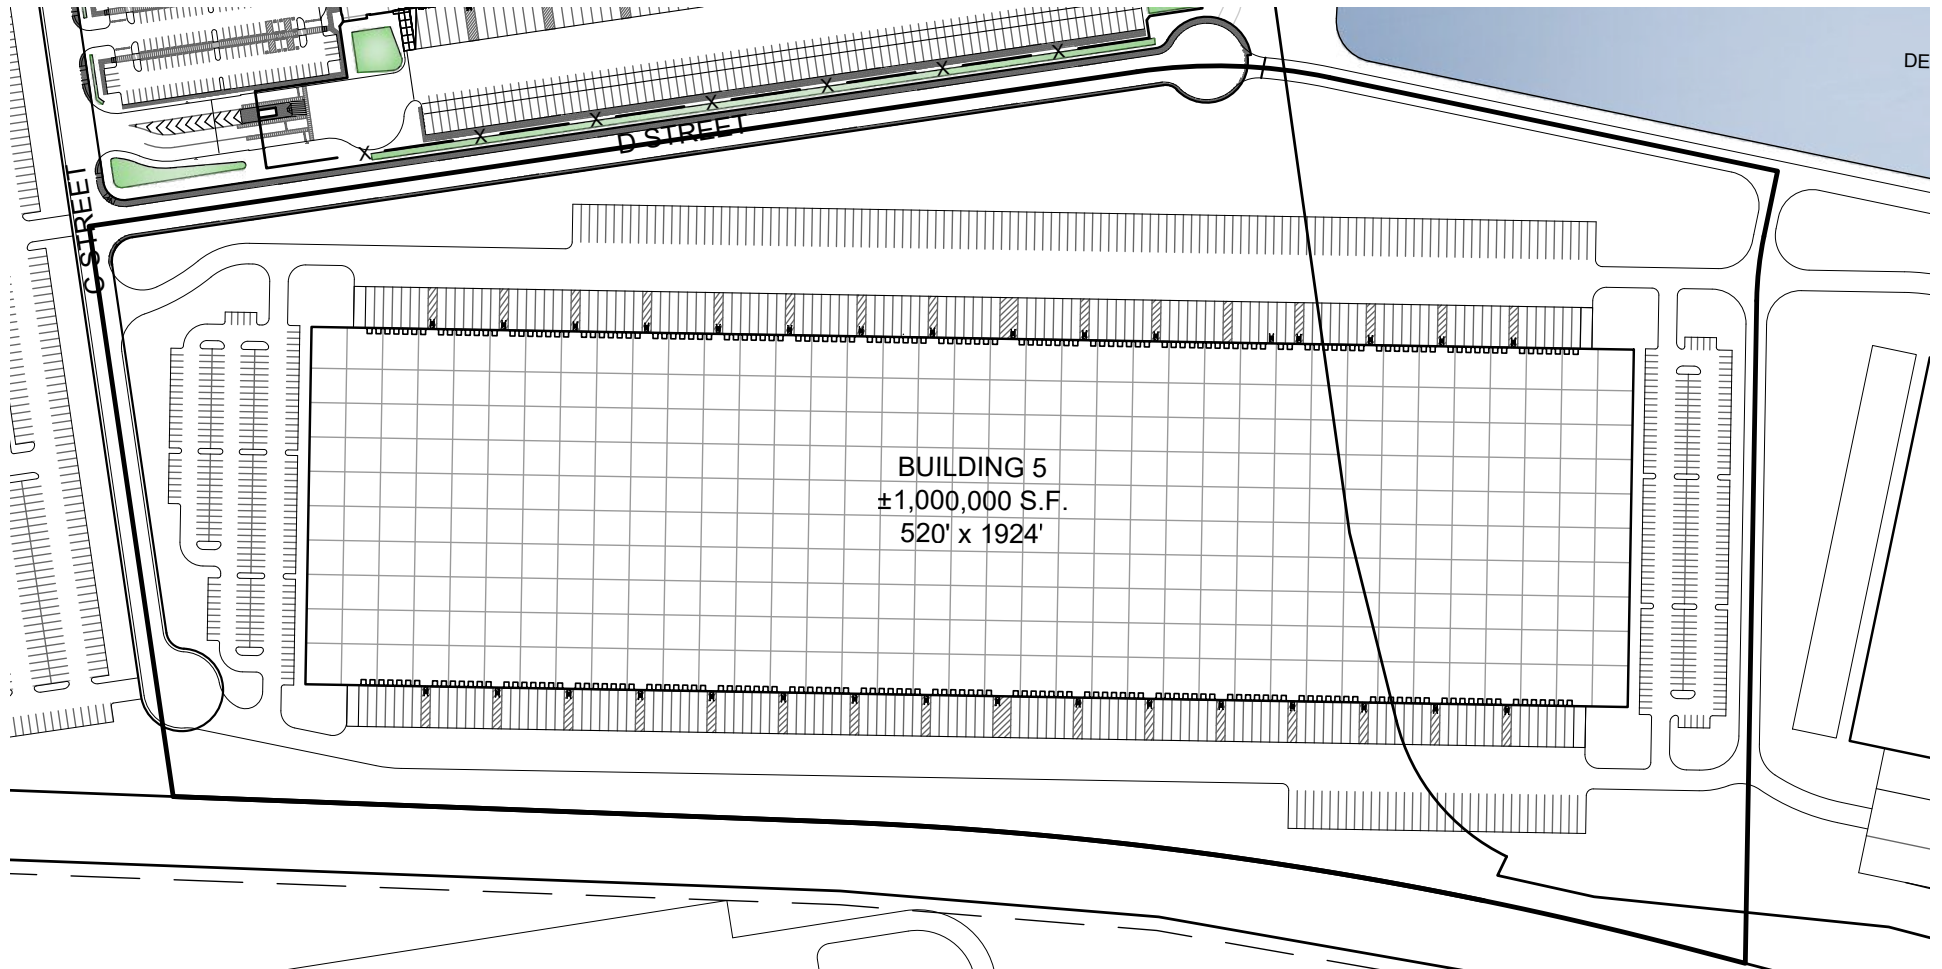 DE
D STREET
C STREET
BUILDING 5
±1,000,000 S.F.
520' x 1924'